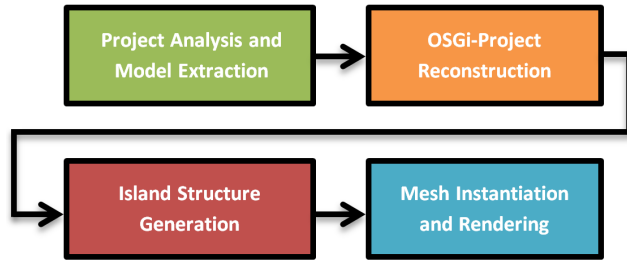 Project Analysis and
Model Extraction
OSGi-Project
Reconstruction
Island Structure
Generation
Mesh Instantiation
and Rendering